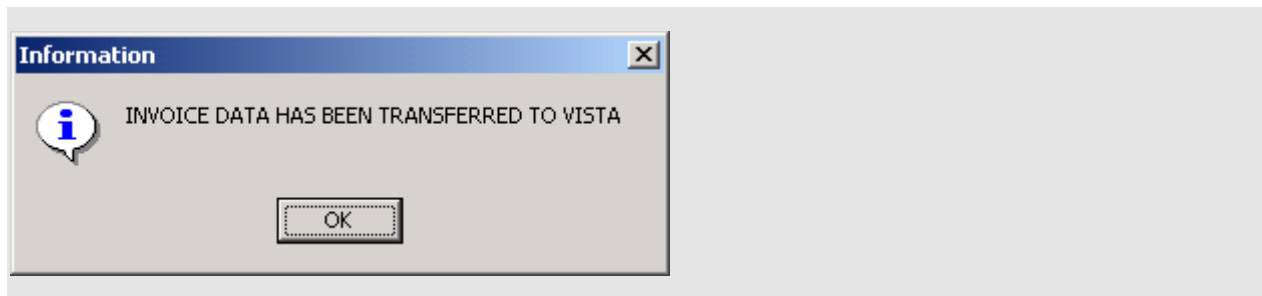 Information
INVOICE DATA HAS BEEN TRANSFERRED TO VISTA
OK